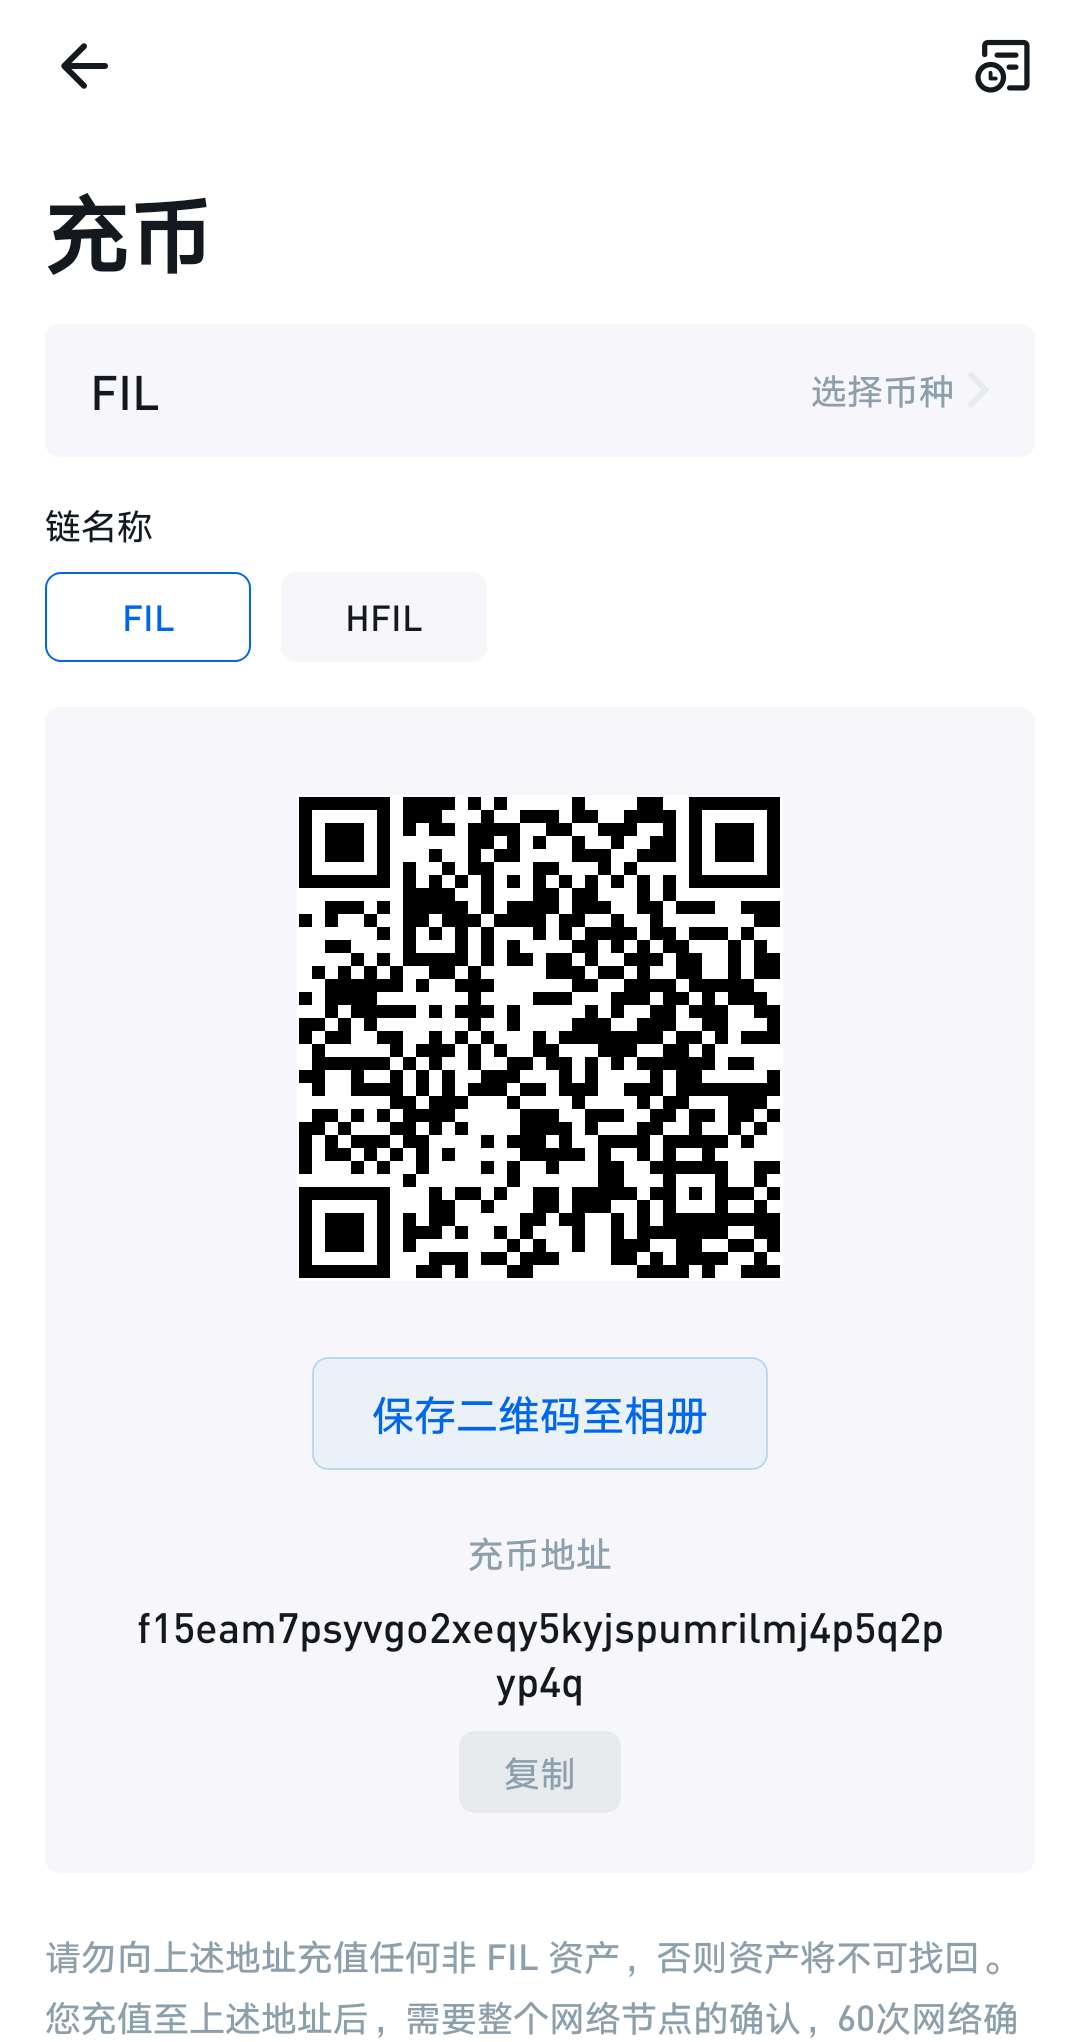 充币
FIL 选择币种
链名称
FIL HFIL
保存二维码至相册
充币地址
f15eam7psyvgo2xeqy5kyjspumrilmj4p5q2p
yp4q
复制
请勿向上述地址充值任何非 FIL 资产，否则资产将不可找回。
您充值至上述地址后，需要整个网络节点的确认，60次网络确